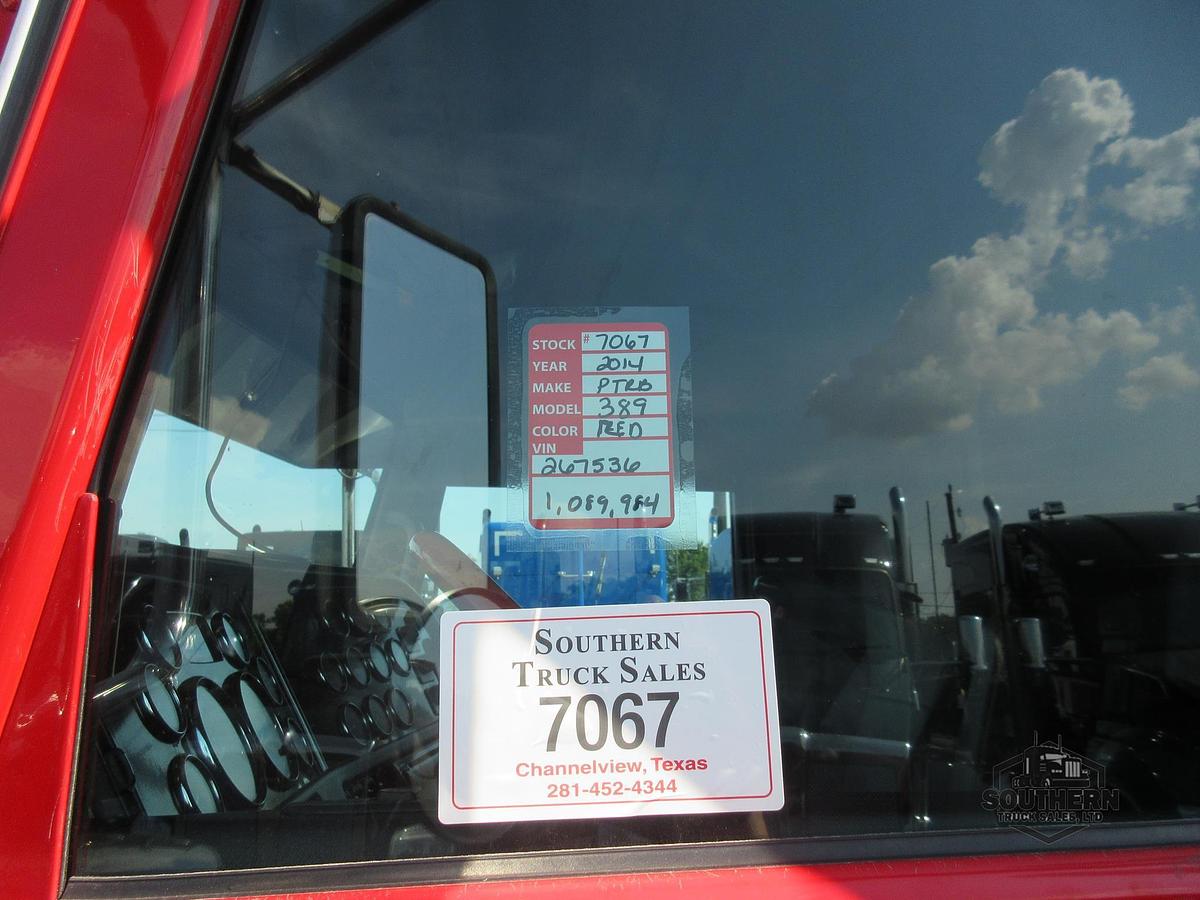 STOCK # 7067
YEAR 2014
MAKE PTRB
MODEL 389
COLOR RED
VIN
267536
1,089,984
SOUTHERN
TRUCK SALES
7067
Channelview, Texas
281-452-4344
SOUTHERN
TRUCK SALES, LTD